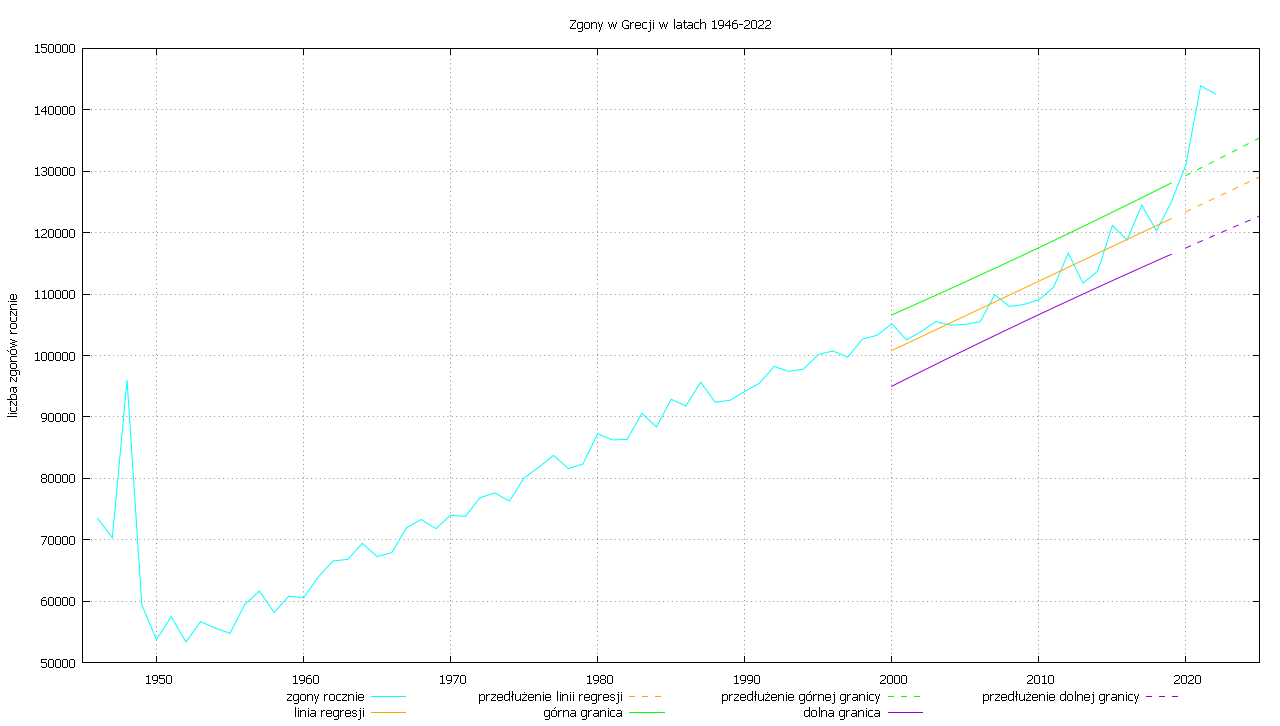 Zgony w Grecji w latach 1946-2022
150000
140000
130000
120000
110000
100000
90000
80000
70000
60000
50000
liczba zgonów rocznie
1950 1960 1970 1980 1990 2000 2010 2020
zgony rocznie przedłużenie linii regresji przedłużenie górnej granicy przedłużenie dolnej granicy
linia regresji górna granica dolna granica